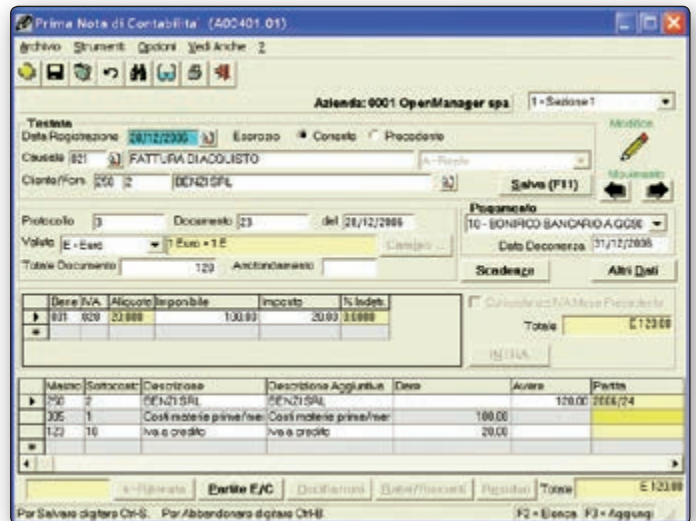 Prima Nota di Contabilita' (A00401.01)
Archivio Strumenti Opzioni Vedi Anche ?
Azienda: 0001 OpenManager spa 1 - Sezione 1
Testata
Data Registrazione 28/12/2006 Esercizio Corrente Precedente
Modifica
Causale 021 FATTURA DI ACQUISTO
Cliente/Forn. 250 2 BENZI SRL Salva (F11)
Movimento
Protocollo 3 Documento 23 del 28/12/2006
Pagamento
10 - BONIFICO BANCARIO A GG30
Valuta E - Euro 1 Euro = 1 E Cambio ...
Data Decorrenza 31/12/2006
Totale Documento 120 Arrotondamento
Scadenze Altri Dati
Bene IVA Aliquota Imponibile Imposta % Indetr.
001 020 20.000 100.00 20.00 0.0000
Totale E 120.00
INTRA
Mastro Sottoconto Descrizione Descrizione Aggiuntiva Dare Avere Partita
250 2 BENZI SRL BENZI SRL 120.00 2006/24
305 1 Costi materie prime/mer Costi materie prime/mer 100.00
123 10 Iva a credito Iva a credito 20.00
Partite E/C Totale E 120.00
Per Salvare digitare Ctrl-S. Per Abbandonare digitare Ctrl-B F2 = Elenca F3 = Aggiungi